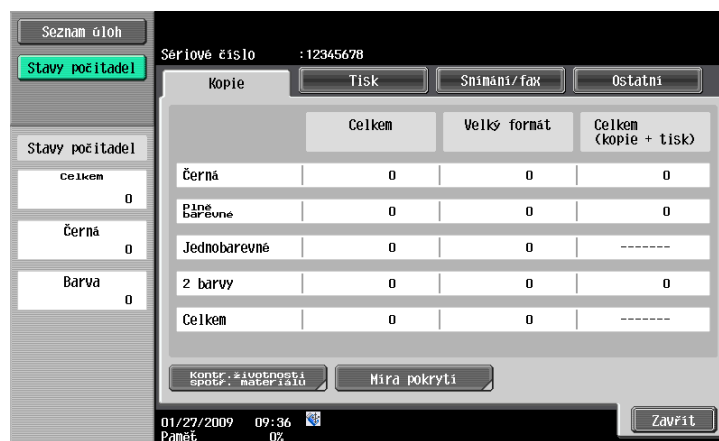 Seznam úloh
Stavy počitadel
Sériové číslo :12345678
Kopie Tisk Snímání/fax Ostatní
Stavy počitadel
Celkem
0
Černá
0
Barva
0
Celkem Velký formát Celkem
(kopie + tisk)
Černá 0 0 0
Plně
barevné 0 0 0
Jednobarevné 0 0 -------
2 barvy 0 0 0
Celkem 0 0 -------
Kontr.životnosti
spotř. materiálu
Míra pokrytí
01/27/2009 09:36
Paměť 0%
Zavřít